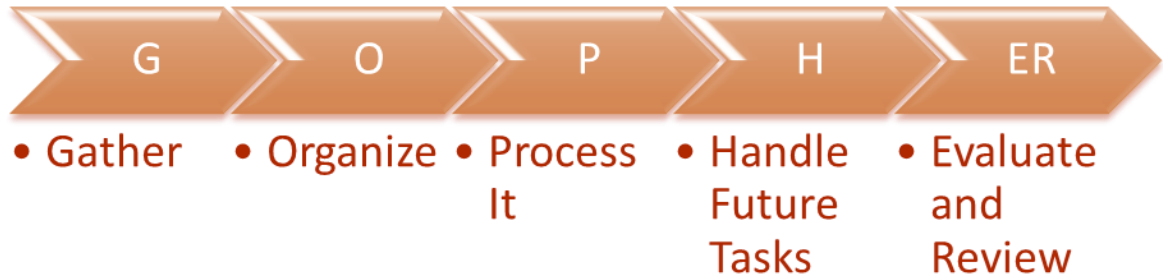 G
O
P
H
ER
• Gather
• Organize
• Process
It
• Handle
Future
Tasks
• Evaluate
and
Review